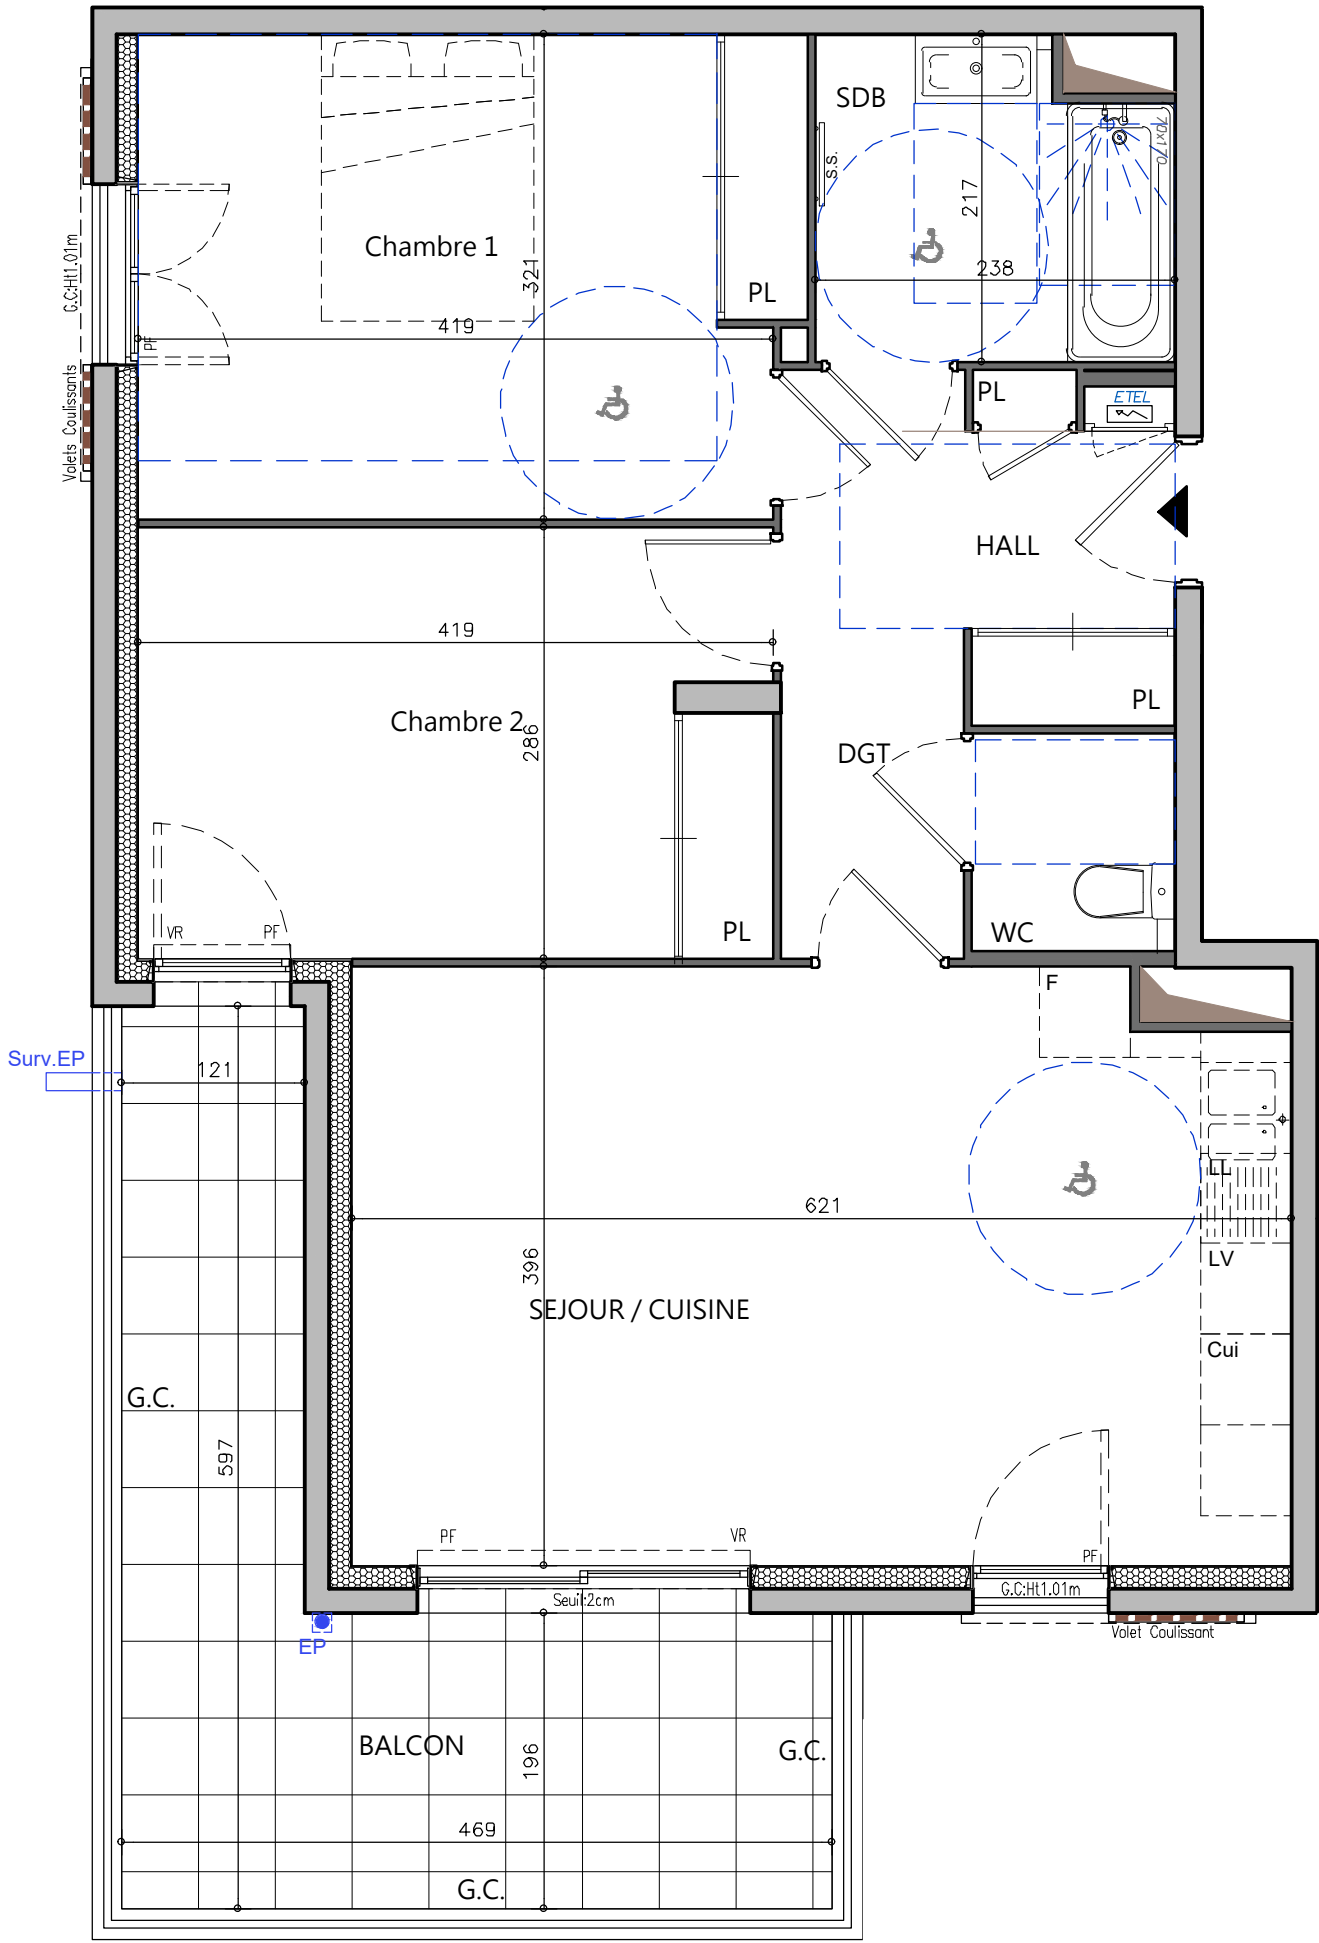 SDB
70x170
s.s.
217
238
Chambre 1
321
419
PL
G.C:Ht1.01m
PF
Volets Coulissants
PL
ETEL
HALL
419
Chambre 2
286
PL
DGT
PL
WC
VR
PF
F
Surv.EP
121
LL
621
LV
396
SEJOUR / CUISINE
Cui
G.C.
597
PF
VR
PF
G.C:Ht1.01m
Seuil:2cm
Volet Coulissant
EP
BALCON
196
G.C.
469
G.C.